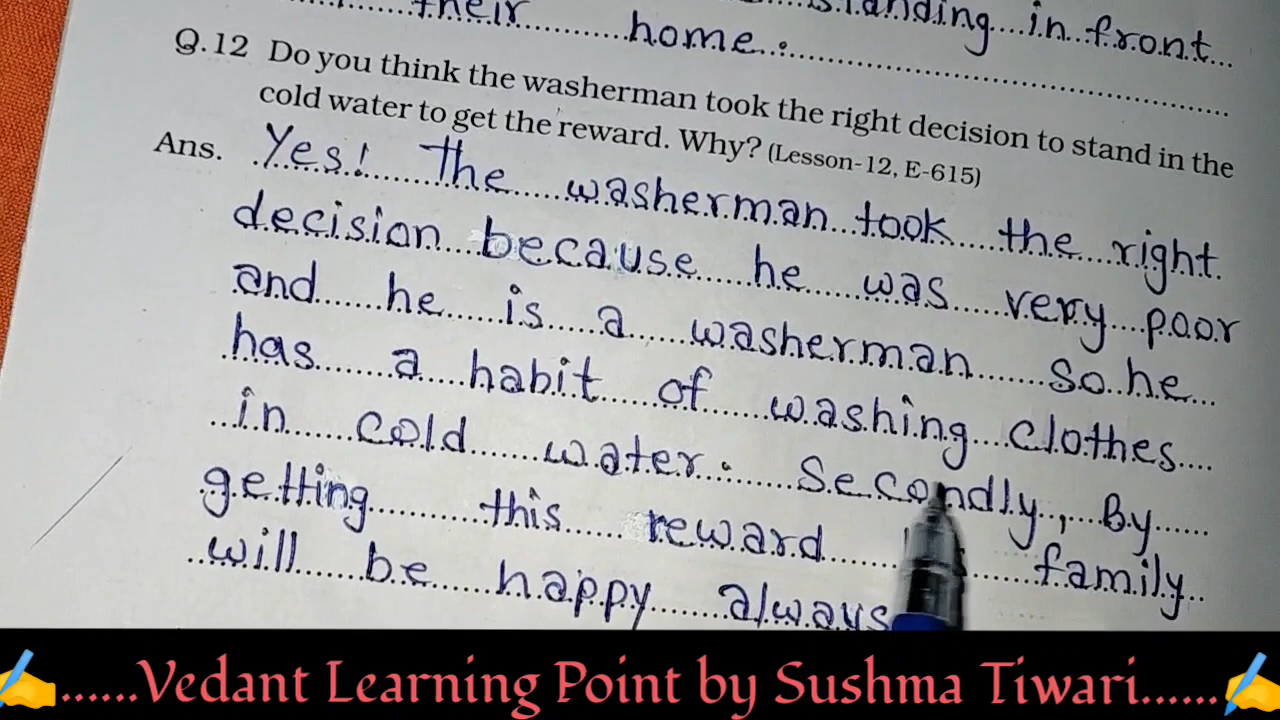 their home.
standing in front
Q.12 Do you think the washerman took the right decision to stand in the
cold water to get the reward. Why? (Lesson-12, E-615)
Ans. Yes! The washerman took the right
decision because he was very poor
and he is a washerman so he
has a habit of washing clothes
in cold water. Secondly, By
getting this reward family
will be happy always
✍......Vedant Learning Point by Sushma Tiwari......✍